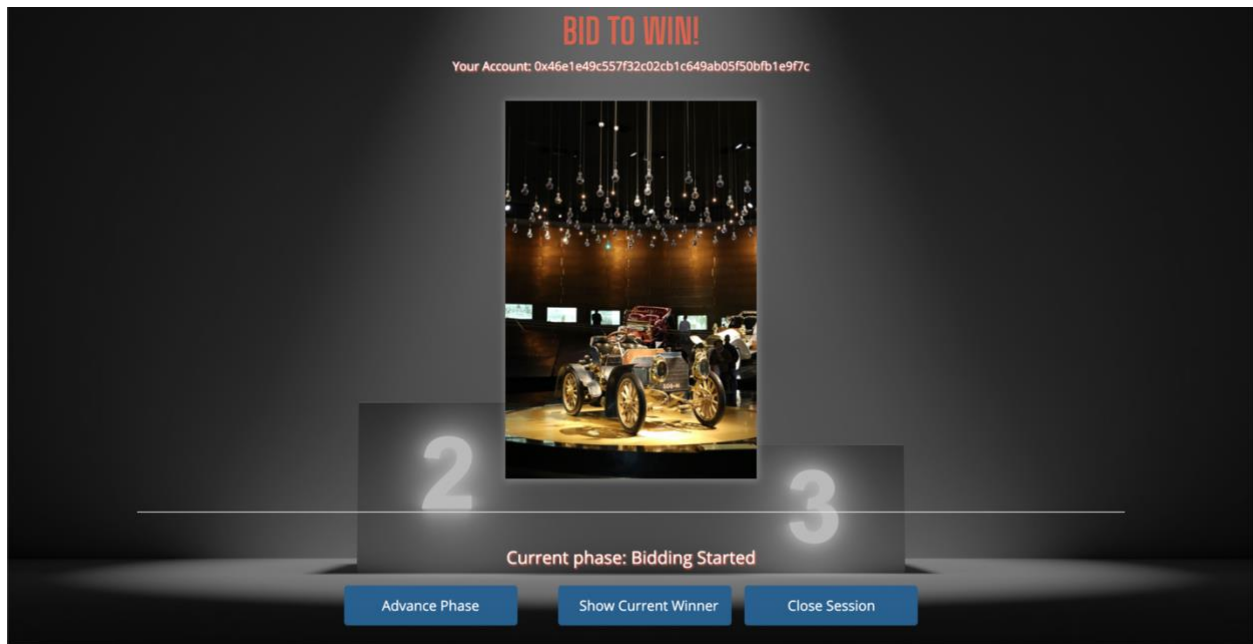 BID TO WIN!
Your Account: 0x46e1e49c557f32c02cb1c649ab05f50bfb1e9f7c
2
3
Current phase: Bidding Started
Advance Phase
Show Current Winner
Close Session